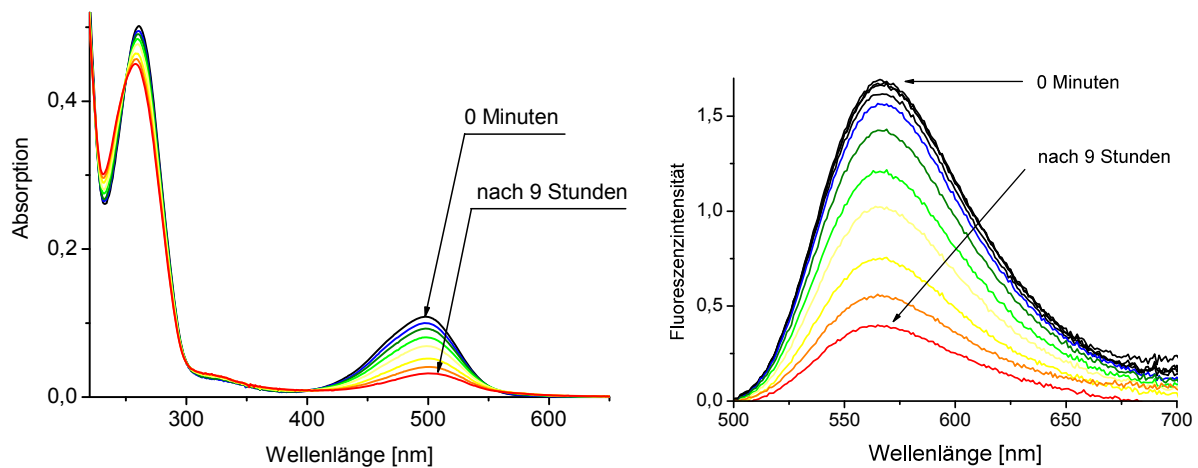 0,4
0,2
0,0
Absorption
0 Minuten
nach 9 Stunden
300
400
500
600
Wellenlänge [nm]
1,5
1,0
0,5
0,0
Fluoreszenzintensität
0 Minuten
nach 9 Stunden
500
550
600
650
700
Wellenlänge [nm]